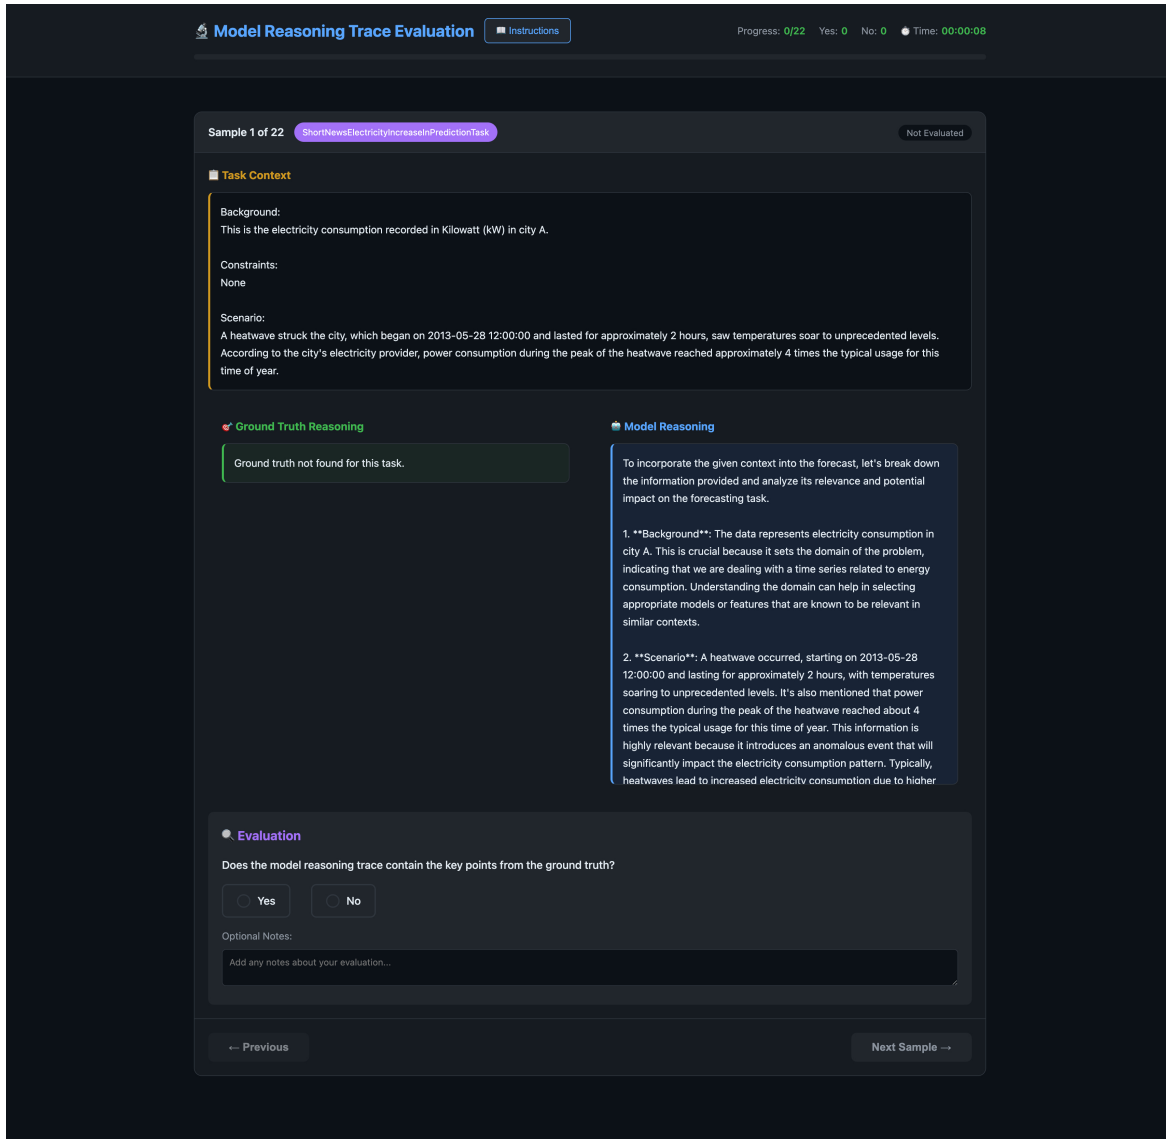 Model Reasoning Trace Evaluation
Instructions
Progress: 0/22 Yes: 0 No: 0 Time: 00:00:08
Sample 1 of 22
ShortNewsElectricityIncreaseInPredictionTask
Not Evaluated
Task Context
Background:
This is the electricity consumption recorded in Kilowatt (kW) in city A.
Constraints:
None
Scenario:
A heatwave struck the city, which began on 2013-05-28 12:00:00 and lasted for approximately 2 hours, saw temperatures soar to unprecedented levels.
According to the city's electricity provider, power consumption during the peak of the heatwave reached approximately 4 times the typical usage for this
time of year.
Ground Truth Reasoning
Ground truth not found for this task.
Model Reasoning
To incorporate the given context into the forecast, let's break down
the information provided and analyze its relevance and potential
impact on the forecasting task.
1. **Background**: The data represents electricity consumption in
city A. This is crucial because it sets the domain of the problem,
indicating that we are dealing with a time series related to energy
consumption. Understanding the domain can help in selecting
appropriate models or features that are known to be relevant in
similar contexts.
2. **Scenario**: A heatwave occurred, starting on 2013-05-28
12:00:00 and lasting for approximately 2 hours, with temperatures
soaring to unprecedented levels. It's also mentioned that power
consumption during the peak of the heatwave reached about 4
times the typical usage for this time of year. This information is
highly relevant because it introduces an anomalous event that will
significantly impact the electricity consumption pattern. Typically,
heatwaves lead to increased electricity consumption due to higher
Evaluation
Does the model reasoning trace contain the key points from the ground truth?
Yes
No
Optional Notes:
Add any notes about your evaluation...
← Previous
Next Sample →